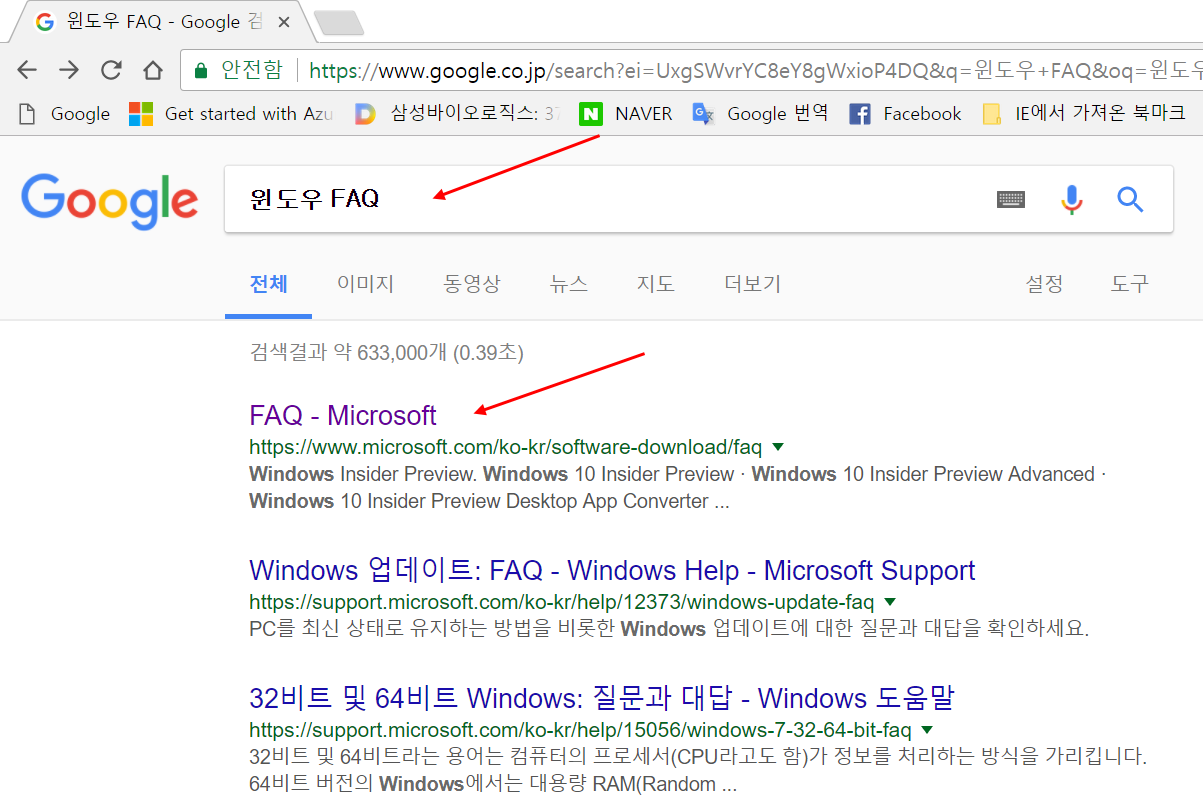 윈도우 FAQ - Google 검
안전함 https://www.google.co.jp/search?ei=UxgSWvrYC8eY8gWxioP4DQ&q=윈도우+FAQ&oq=윈도우
Google Get started with Azu 삼성바이오로직스: 37 NAVER Google 번역 Facebook IE에서 가져온 북마크
Google 윈도우 FAQ
전체 이미지 동영상 뉴스 지도 더보기 설정 도구
검색결과 약 633,000개 (0.39초)
FAQ - Microsoft
https://www.microsoft.com/ko-kr/software-download/faq
Windows Insider Preview. Windows 10 Insider Preview · Windows 10 Insider Preview Advanced ·
Windows 10 Insider Preview Desktop App Converter ...
Windows 업데이트: FAQ - Windows Help - Microsoft Support
https://support.microsoft.com/ko-kr/help/12373/windows-update-faq
PC를 최신 상태로 유지하는 방법을 비롯한 Windows 업데이트에 대한 질문과 대답을 확인하세요.
32비트 및 64비트 Windows: 질문과 대답 - Windows 도움말
https://support.microsoft.com/ko-kr/help/15056/windows-7-32-64-bit-faq
32비트 및 64비트라는 용어는 컴퓨터의 프로세서(CPU라고도 함)가 정보를 처리하는 방식을 가리킵니다.
64비트 버전의 Windows에서는 대용량 RAM(Random ...